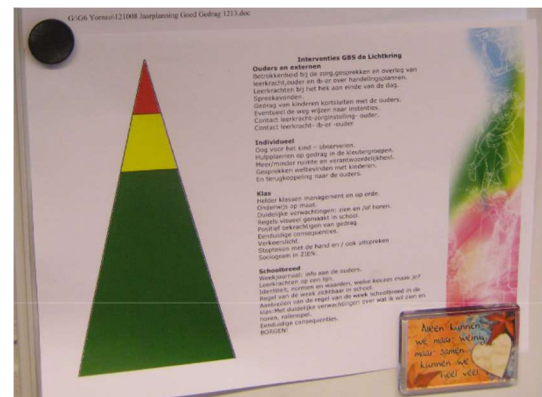 G:\G6 Vormen\121008 Jaarplanning Goed Gedrag 1213.doc
Interventies GBS de Lichtkring
Ouders en externen
Betrokkenheid bij de zorg,gesprekken en overleg van
leerkracht,ouder en ib-er over handelingsplannen.
Leerkrachten bij het hek aan einde van de dag.
Spreekavonden.
Gedrag van kinderen kortsluiten met de ouders.
Eventueel de weg wijzen naar instanties.
Contact leerkracht-zorginstelling- ouder.
Contact leerkracht- ib-er -ouder
Individueel
Oog voor het kind – observeren.
Hulpplannen op gedrag in de kleutergroepen.
Meer/minder ruimte en verantwoordelijkheid.
Gesprekken welbevinden met kinderen.
En terugkoppeling naar de ouders.
Klas
Helder klassen management en op orde.
Onderwijs op maat.
Duidelijke verwachtingen: zien en /of horen.
Regels visueel gemaakt in school.
Positief bekrachtigen van gedrag.
Eenduidige consequenties.
Verkeerslicht.
Stopteken met de hand en / ook uitspreken
Sociogram in ZIEN.
Schoolbreed
Weekjournaal: info aan de ouders.
Leerkrachten op een lijn.
Identiteit, normen en waarden, welke keuzes maak je?
Regel van de week zichtbaar in school.
Aanbieden van de regel van de week schoolbreed in de
klas:Met duidelijke verwachtingen over wat ik wil zien en
horen, rollenspel.
Eenduidige consequenties.
BORGEN!
Alleen kunnen
we maar weinig
maar samen
kunnen we
heel veel